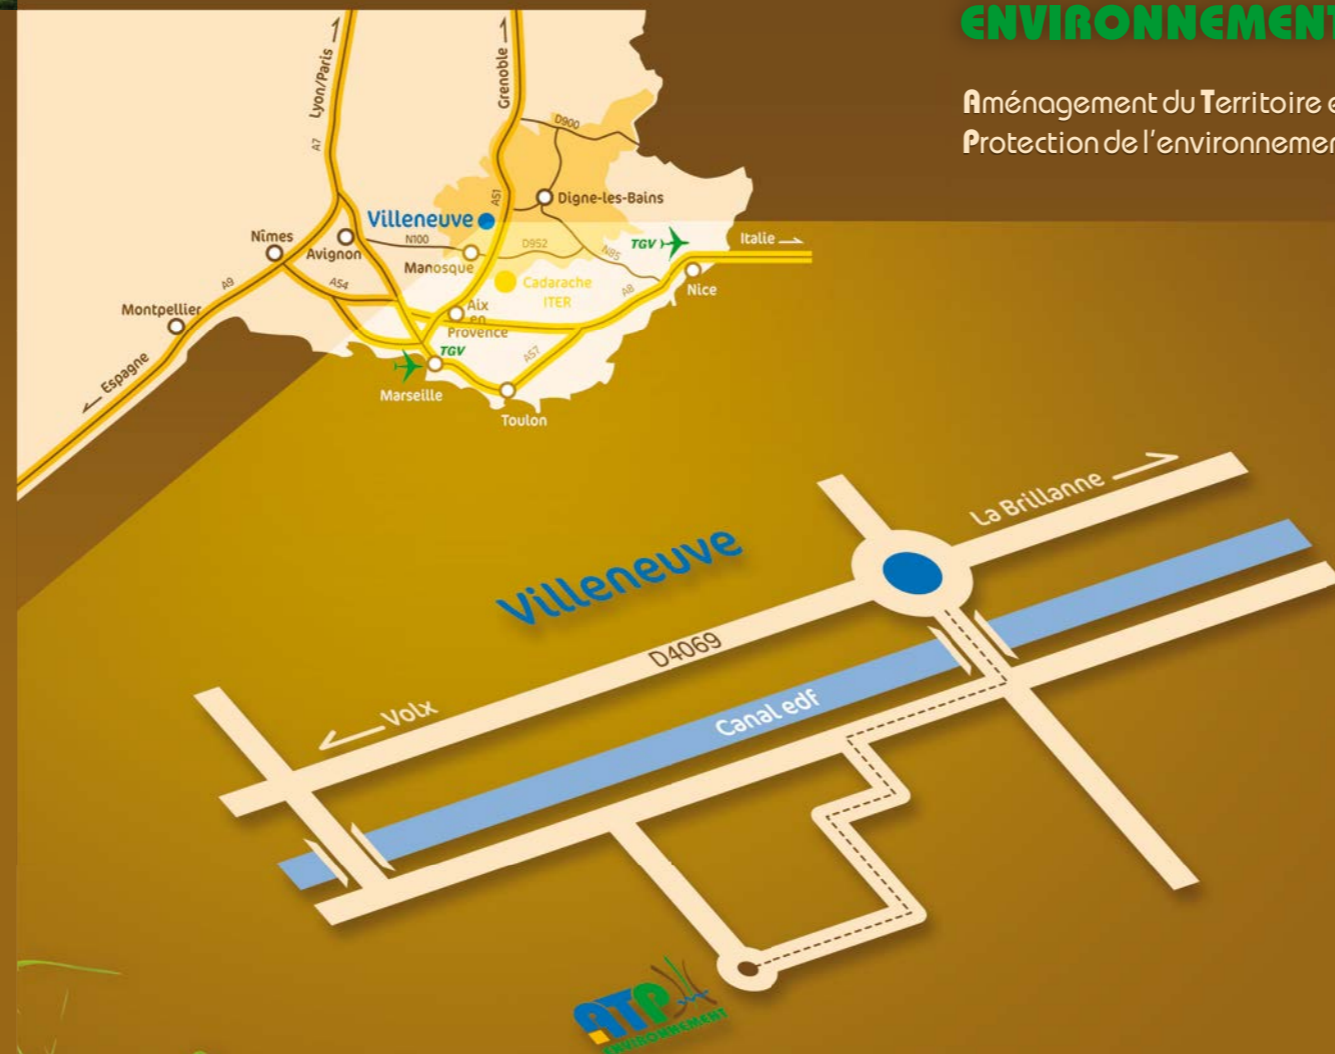 ENVIRONNEMENT
Aménagement du Territoire e
Protection de l'environnemen
Lyon/Paris
A7
Grenoble
A51
D900
Digne-les-Bains
Villeneuve
Nîmes
Avignon
N100
Manosque
D952
N85
TGV
Italie
Nice
A8
Cadarache
ITER
A9
A54
Montpellier
Aix
en
Provence
Espagne
TGV
A57
Marseille
Toulon
Villeneuve
La Brillanne
D4069
Volx
Canal edf
ATP
ENVIRONNEMENT